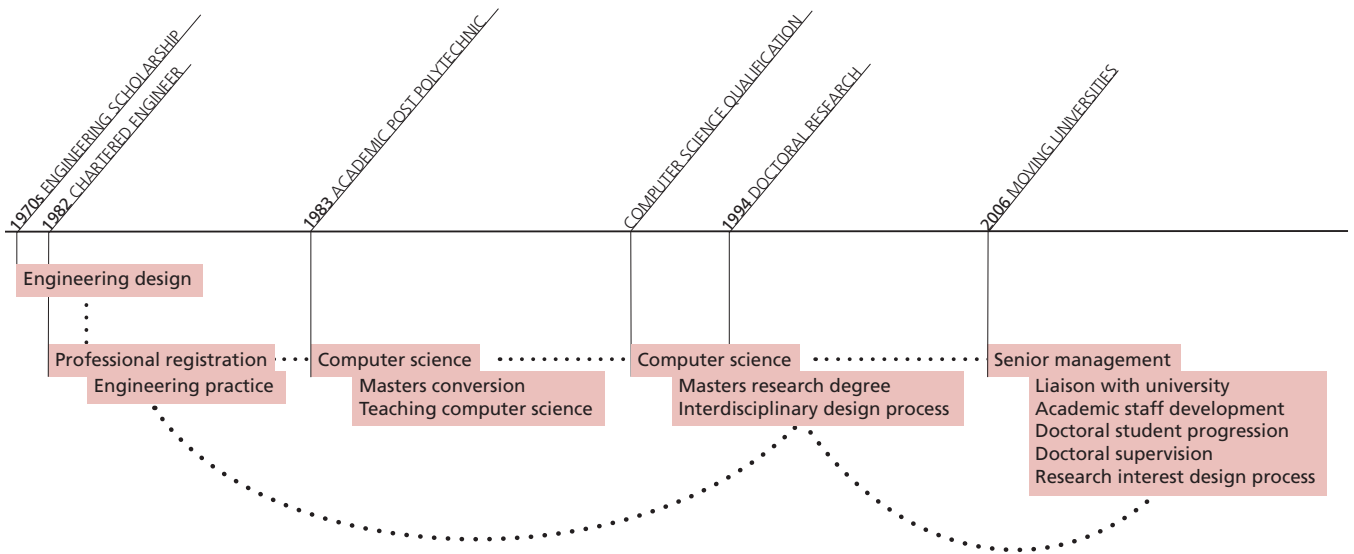 1970s ENGINEERING SCHOLARSHIP
1982 CHARTERED ENGINEER
1983 ACADEMIC POST POLYTECHNIC
COMPUTER SCIENCE QUALIFICATION
1994 DOCTORAL RESEARCH
2006 MOVING UNIVERSITIES
Engineering design
Professional registration
Engineering practice
Computer science
Masters conversion
Teaching computer science
Computer science
Masters research degree
Interdisciplinary design process
Senior management
Liaison with university
Academic staff development
Doctoral student progression
Doctoral supervision
Research interest design process